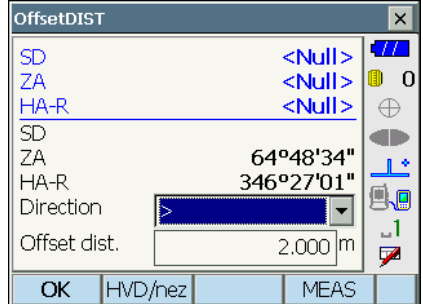 OffsetDIST
SD <Null>
ZA <Null>
HA-R <Null>
0
SD
ZA 64°48'34"
HA-R 346°27'01"
Direction >
Offset dist. 2.000 m
1
OK HVD/nez MEAS